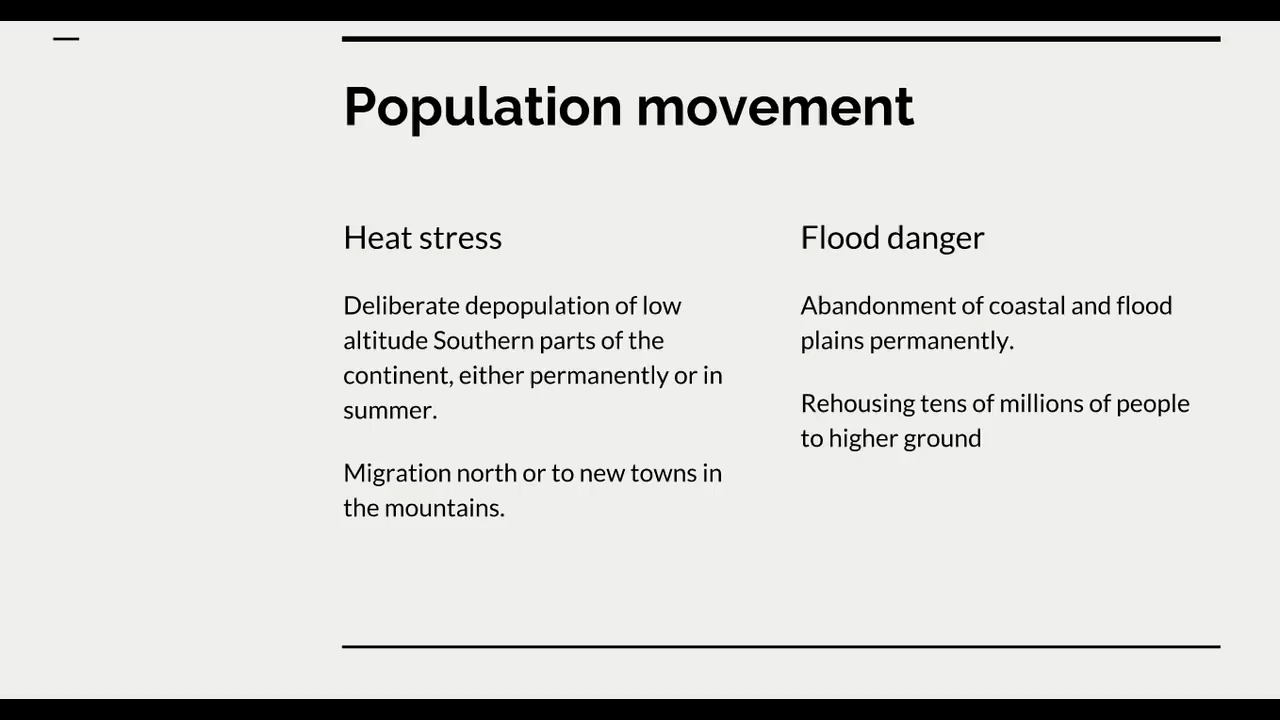 Population movement
Heat stress
Deliberate depopulation of low
altitude Southern parts of the
continent, either permanently or in
summer.
Migration north or to new towns in
the mountains.
Flood danger
Abandonment of coastal and flood
plains permanently.
Rehousing tens of millions of people
to higher ground